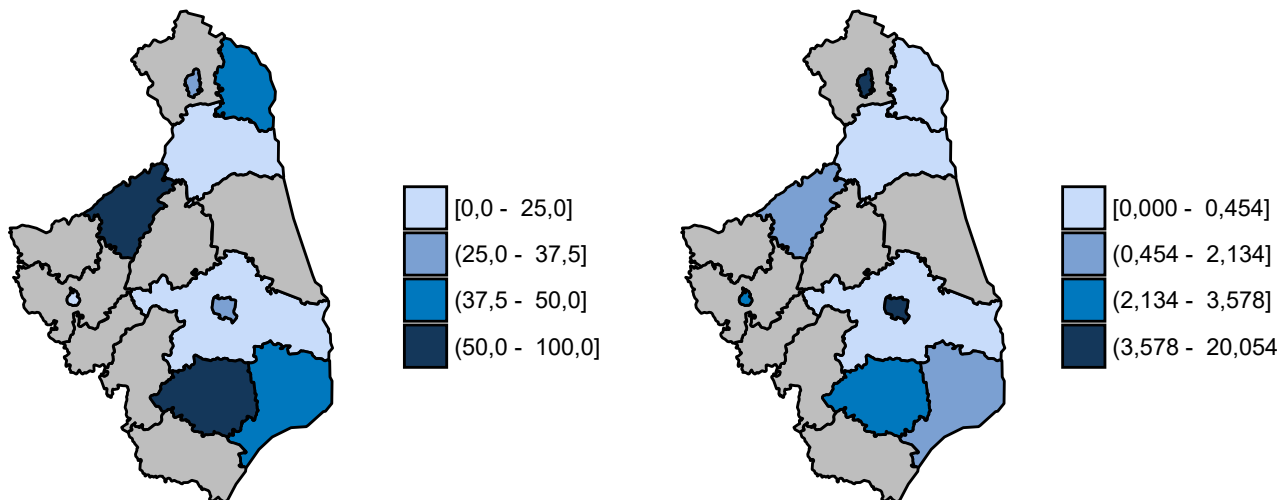 [0,0 - 25,0]
(25,0 - 37,5]
(37,5 - 50,0]
(50,0 - 100,0]
[0,000 - 0,454]
(0,454 - 2,134]
(2,134 - 3,578]
(3,578 - 20,054